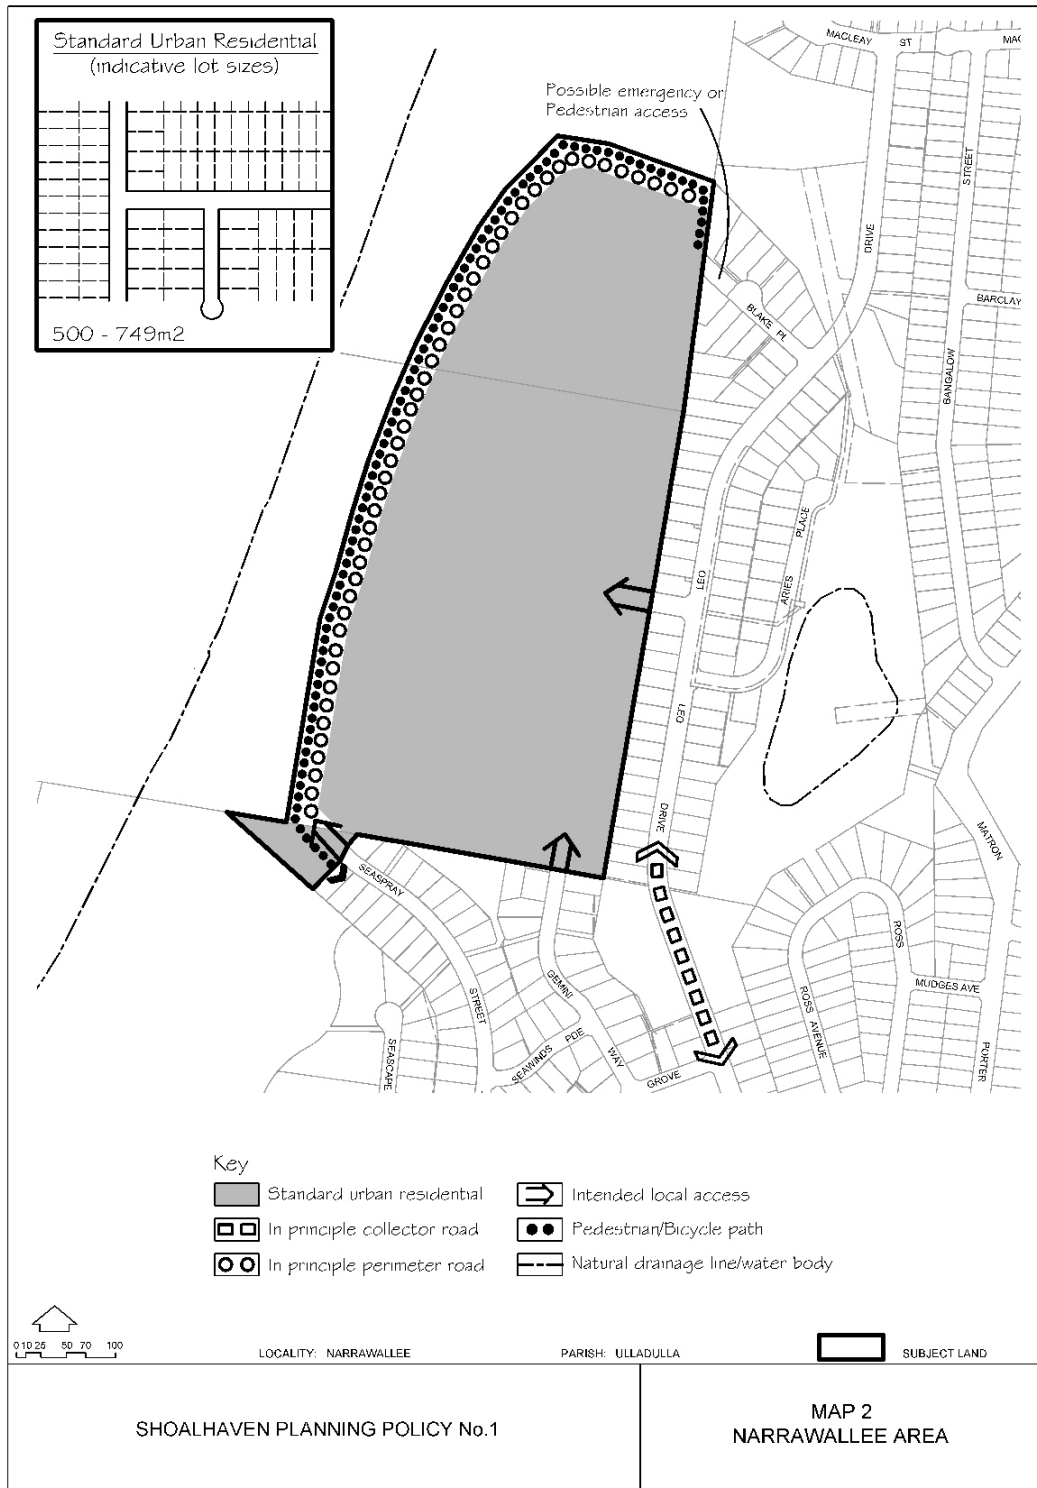 Standard Urban Residential
(indicative lot sizes)
500 - 749m2
Possible emergency or
Pedestrian access
MACLEAY ST
MAC
DRIVE
STREET
BARCLAY
BLAKE PL
BANGALOW
PLACE
ARIES
LEO
LEO
DRIVE
MATRON
SEASPRAY
STREET
GEMINI
WAY
SEAWINDS PDE
SEASCAPE
GROVE
ROSS
ROSS AVENUE
MUDGES AVE
PORTER
Key
Standard urban residential
Intended local access
In principle collector road
Pedestrian/Bicycle path
In principle perimeter road
Natural drainage line/water body
0 10 25 50 70 100
LOCALITY: NARRAWALLEE
PARISH: ULLADULLA
SUBJECT LAND
SHOALHAVEN PLANNING POLICY No.1
MAP 2
NARRAWALLEE AREA